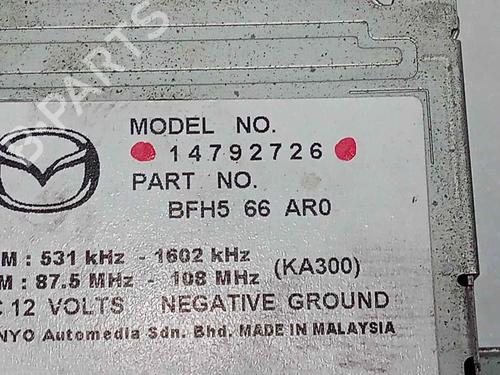 B-PARTS
MODEL NO.
14792726
PART NO.
BFH5 66 AR0
M : 531 kHz - 1602 kHz
M : 87.5 MHz - 108 MHz (KA300)
C 12 VOLTS NEGATIVE GROUND
NYO Automedia Sdn. Bhd. MADE IN MALAYSIA